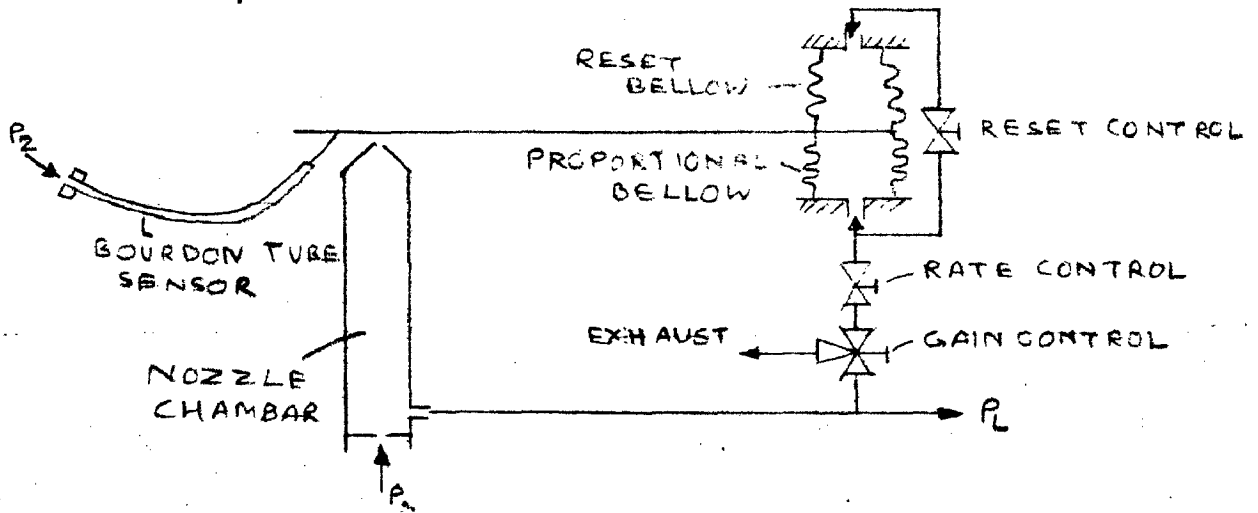 RESET
BELLOW
RESET CONTROL
P2
PROPORTIONAL
BELLOW
BOURDON TUBE
SENSOR
RATE CONTROL
EXHAUST
GAIN CONTROL
NOZZLE
CHAMBAR
PL